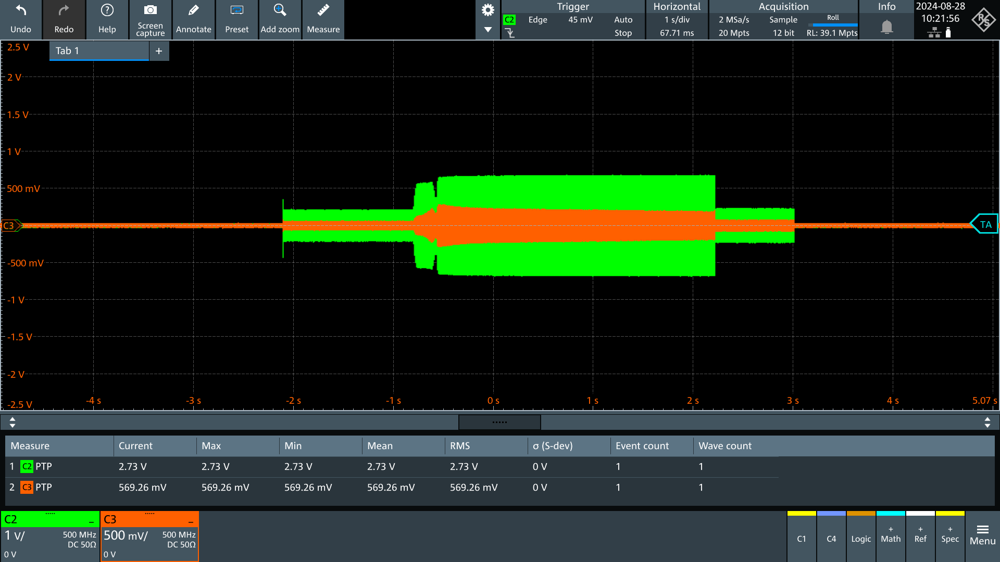 Undo Redo Help Screen capture Annotate Preset Add zoom Measure
Trigger Horizontal Acquisition Info 2024-08-28
C2 Edge 45 mV Auto 1 s/div 2 MSa/s Sample Roll 10:21:56
Stop 67.71 ms 20 Mpts 12 bit RL: 39.1 Mpts
R&S
Tab 1 +
2.5 V
2 V
1.5 V
1 V
500 mV
C3 TA
-500 mV
-1 V
-1.5 V
-2 V
-2.5 V
-4 s -3 s -2 s -1 s 0 s 1 s 2 s 3 s 4 s 5.07 s
Measure Current Max Min Mean RMS σ (S-dev) Event count Wave count
1 C2 PTP 2.73 V 2.73 V 2.73 V 2.73 V 2.73 V 0 V 1 1
2 C3 PTP 569.26 mV 569.26 mV 569.26 mV 569.26 mV 569.26 mV 0 V 1 1
C2 C3
1 V/ 500 MHz 500 mV/ 500 MHz
DC 50Ω DC 50Ω
0 V 0 V
C1 C4 Logic + Math + Ref + Spec Menu